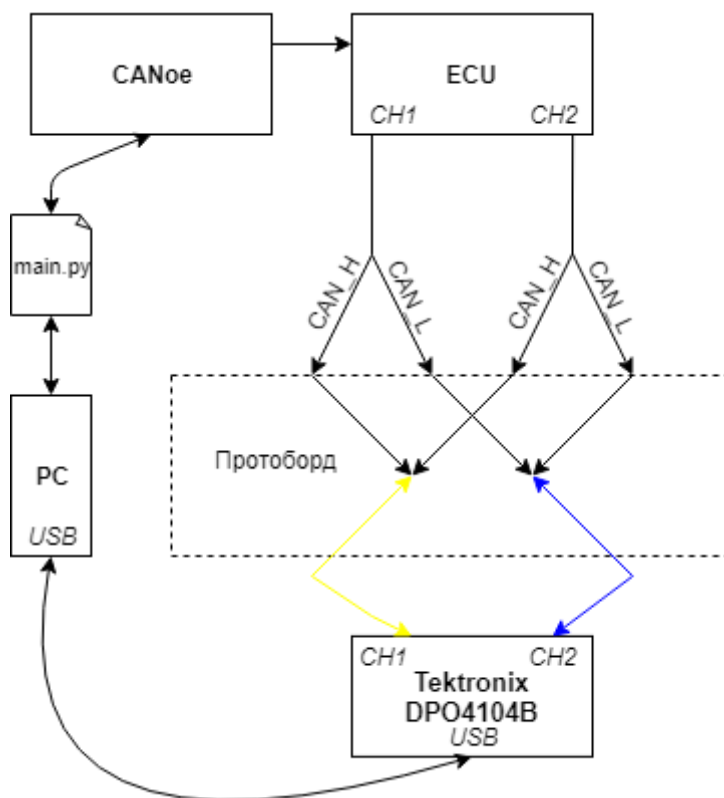 CANoe
ECU
CH1
CH2
main.py
CAN_H
CAN_L
CAN_H
CAN_L
Протоборд
PC
USB
CH1
CH2
Tektronix
DPO4104B
USB